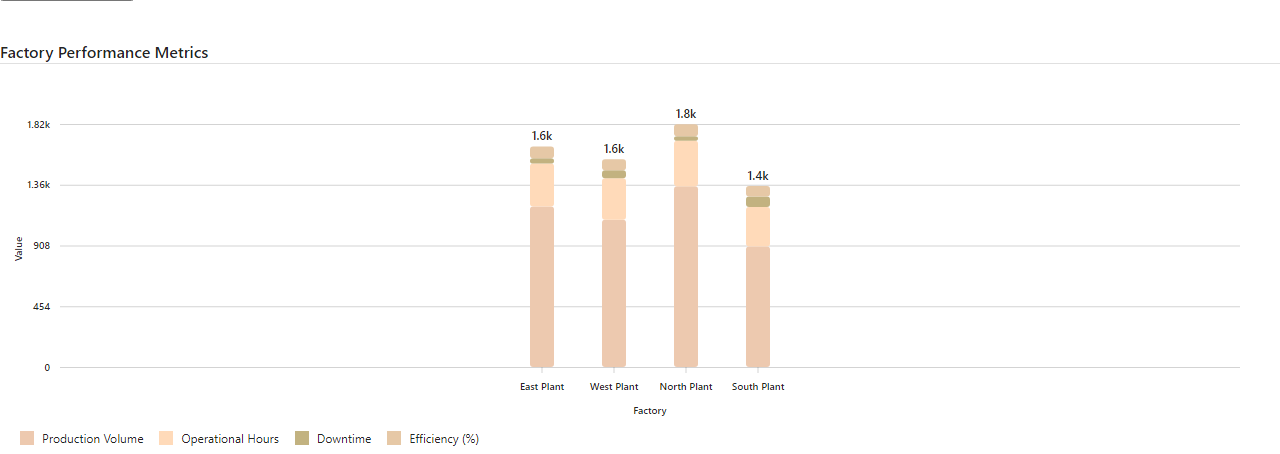 Factory Performance Metrics
1.8k
1.82k
1.6k
1.6k
1.4k
1.36k
Value
908
454
0
East Plant West Plant North Plant South Plant
Factory
Production Volume Operational Hours Downtime Efficiency (%)